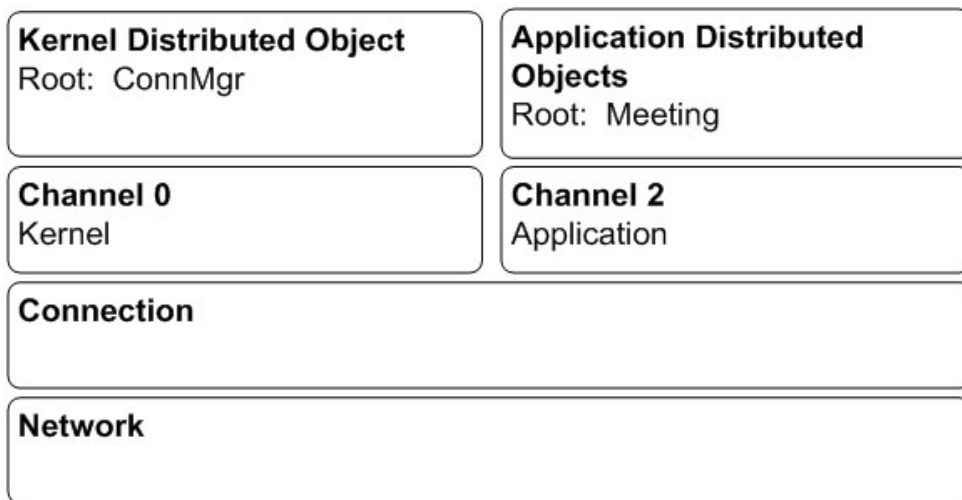 Kernel Distributed Object
Root:  ConnMgr
Application Distributed
Objects
Root:  Meeting
Channel 0
Kernel
Channel 2
Application
Connection
Network